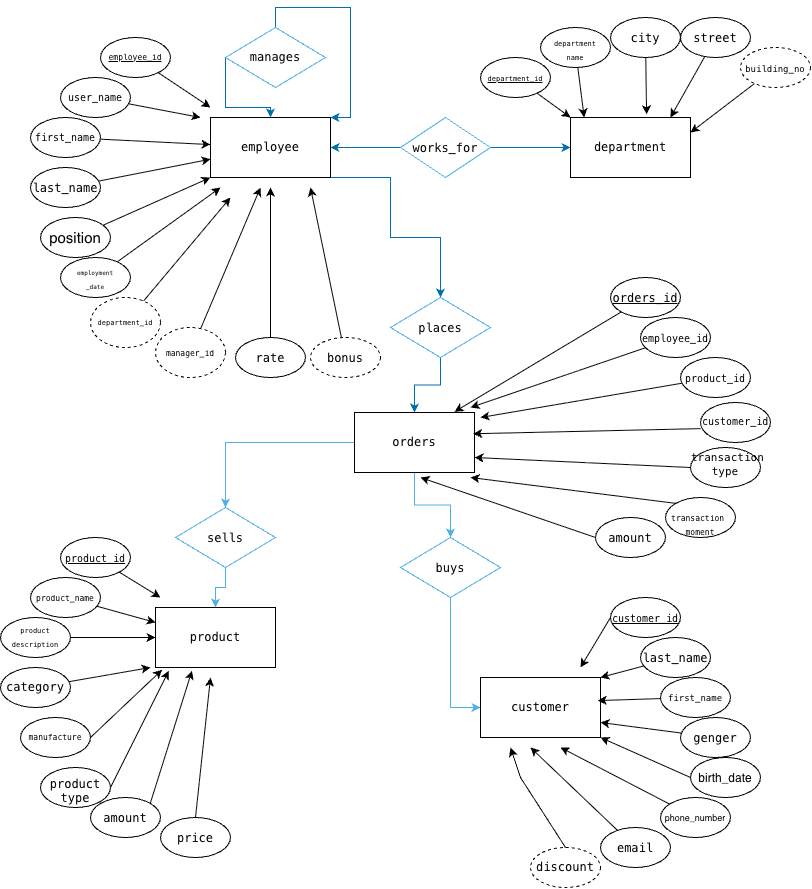 manages
employee_id
user_name
first_name
last_name
position
employment
_date
department_id
manager_id
rate
bonus
employee
works_for
department
department_id
department
name
city
street
building_no
places
orders
orders_id
employee_id
product_id
customer_id
transaction
type
transaction
moment
amount
sells
buys
product_id
product_name
product
description
category
manufacture
product
type
amount
price
product
customer
customer_id
last_name
first_name
genger
birth_date
phone_number
email
discount